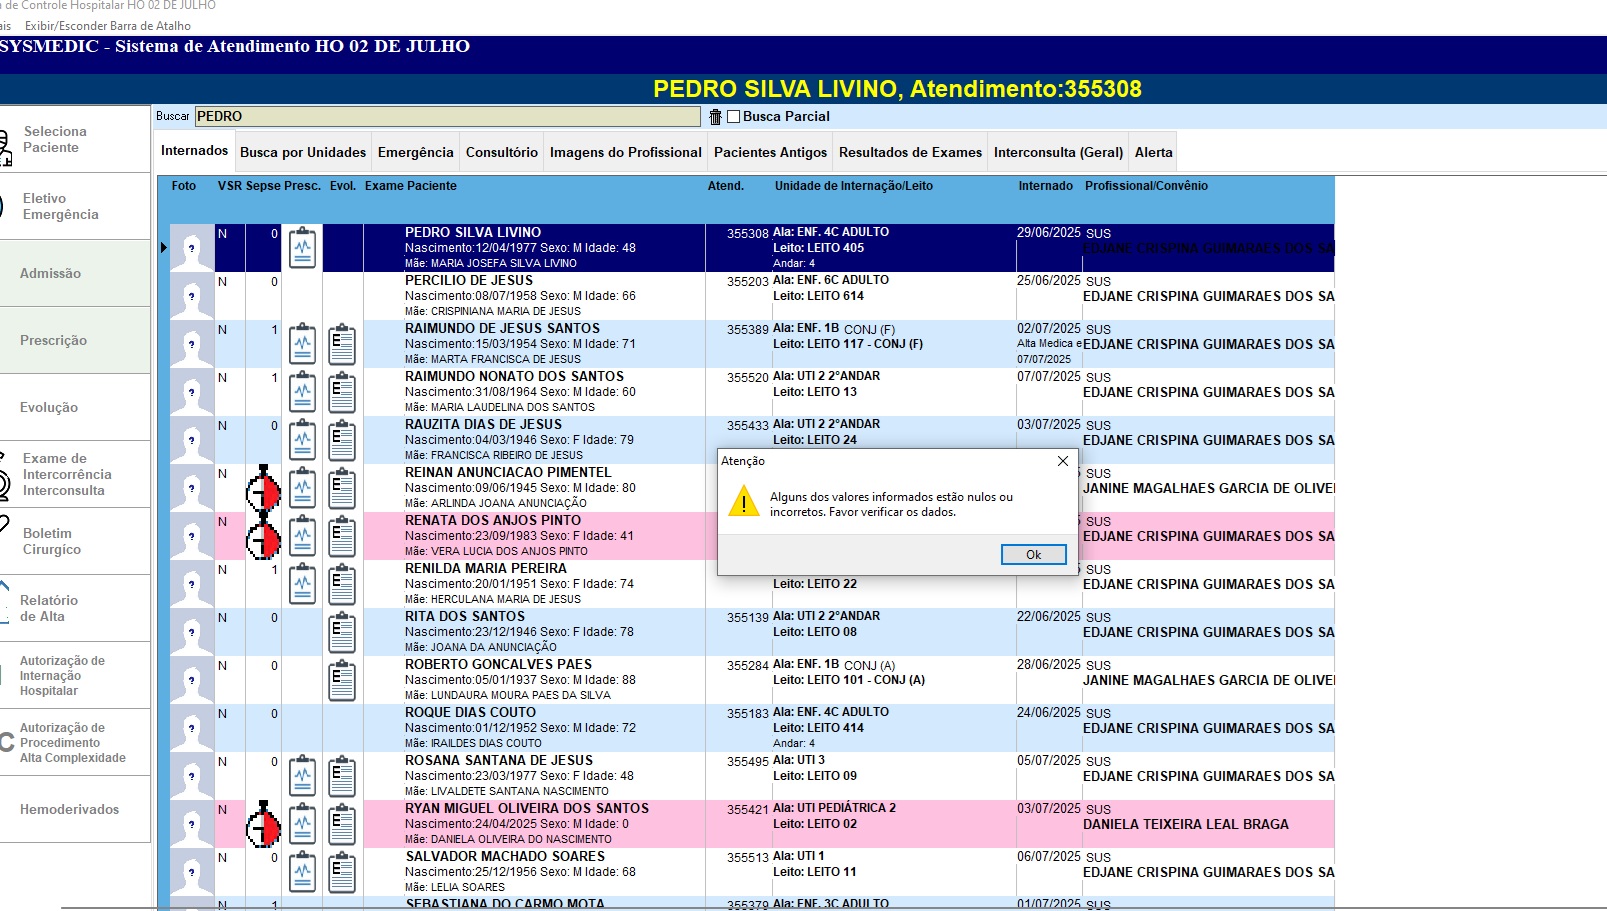 de Controle Hospitalar HO 02 DE JULHO
Exibir/Esconder Barra de Atalho
SYSMEDIC - Sistema de Atendimento HO 02 DE JULHO
PEDRO SILVA LIVINO, Atendimento:355308
Buscar PEDRO Busca Parcial
Internados Busca por Unidades Emergência Consultório Imagens do Profissional Pacientes Antigos Resultados de Exames Interconsulta (Geral) Alerta
Seleciona
Paciente
Eletivo
Emergência
Admissão
Prescrição
Evolução
Exame de
Intercorrência
Interconsulta
Boletim
Cirurgíco
Relatório
de Alta
Autorização de
Internação
Hospitalar
Autorização de
Procedimento
Alta Complexidade
Hemoderivados
Foto VSR Sepse Presc. Evol. Exame Paciente Atend. Unidade de Internação/Leito Internado Profissional/Convênio
N 0 PEDRO SILVA LIVINO 355308 Ala: ENF. 4C ADULTO 29/06/2025 SUS
Nascimento:12/04/1977 Sexo: M Idade: 48 Leito: LEITO 405 EDJANE CRISPINA GUIMARAES DOS SA
Mãe: MARIA JOSEFA SILVA LIVINO Andar: 4
N 0 PERCILIO DE JESUS 355203 Ala: ENF. 6C ADULTO 25/06/2025 SUS
Nascimento:08/07/1958 Sexo: M Idade: 66 Leito: LEITO 614 EDJANE CRISPINA GUIMARAES DOS SA
Mãe: CRISPINIANA MARIA DE JESUS
N 1 RAIMUNDO DE JESUS SANTOS 355389 Ala: ENF. 1B CONJ (F) 02/07/2025 SUS
Nascimento:15/03/1954 Sexo: M Idade: 71 Leito: LEITO 117 - CONJ (F) Alta Medica e EDJANE CRISPINA GUIMARAES DOS SA
Mãe: MARTA FRANCISCA DE JESUS 07/07/2025
N 1 RAIMUNDO NONATO DOS SANTOS 355520 Ala: UTI 2 2°ANDAR 07/07/2025 SUS
Nascimento:31/08/1964 Sexo: M Idade: 60 Leito: LEITO 13 EDJANE CRISPINA GUIMARAES DOS SA
Mãe: MARIA LAUDELINA DOS SANTOS
N 0 RAUZITA DIAS DE JESUS 355433 Ala: UTI 2 2°ANDAR 03/07/2025 SUS
Nascimento:04/03/1946 Sexo: F Idade: 79 Leito: LEITO 24 EDJANE CRISPINA GUIMARAES DOS SA
Mãe: FRANCISCA RIBEIRO DE JESUS
N REINAN ANUNCIACAO PIMENTEL SUS
Nascimento:09/06/1945 Sexo: M Idade: 80 JANINE MAGALHAES GARCIA DE OLIVE
Mãe: ARLINDA JOANA ANUNCIAÇÃO
N RENATA DOS ANJOS PINTO SUS
Nascimento:23/09/1983 Sexo: F Idade: 41 EDJANE CRISPINA GUIMARAES DOS SA
Mãe: VERA LUCIA DOS ANJOS PINTO
N 1 RENILDA MARIA PEREIRA SUS
Nascimento:20/01/1951 Sexo: F Idade: 74 Leito: LEITO 22 EDJANE CRISPINA GUIMARAES DOS SA
Mãe: HERCULANA MARIA DE JESUS
N 0 RITA DOS SANTOS 355139 Ala: UTI 2 2°ANDAR 22/06/2025 SUS
Nascimento:23/12/1946 Sexo: F Idade: 78 Leito: LEITO 08 EDJANE CRISPINA GUIMARAES DOS SA
Mãe: JOANA DA ANUNCIAÇÃO
N 0 ROBERTO GONCALVES PAES 355284 Ala: ENF. 1B CONJ (A) 28/06/2025 SUS
Nascimento:05/01/1937 Sexo: M Idade: 88 Leito: LEITO 101 - CONJ (A) JANINE MAGALHAES GARCIA DE OLIVE
Mãe: LUNDAURA MOURA PAES DA SILVA
N 0 ROQUE DIAS COUTO 355183 Ala: ENF. 4C ADULTO 24/06/2025 SUS
Nascimento:01/12/1952 Sexo: M Idade: 72 Leito: LEITO 414 EDJANE CRISPINA GUIMARAES DOS SA
Mãe: IRAILDES DIAS COUTO Andar: 4
N 0 ROSANA SANTANA DE JESUS 355495 Ala: UTI 3 05/07/2025 SUS
Nascimento:23/03/1977 Sexo: F Idade: 48 Leito: LEITO 09 EDJANE CRISPINA GUIMARAES DOS SA
Mãe: LIVALDETE SANTANA NASCIMENTO
N RYAN MIGUEL OLIVEIRA DOS SANTOS 355421 Ala: UTI PEDIÁTRICA 2 03/07/2025 SUS
Nascimento:24/04/2025 Sexo: M Idade: 0 Leito: LEITO 02 DANIELA TEIXEIRA LEAL BRAGA
Mãe: DANIELA OLIVEIRA DO NASCIMENTO
N 0 SALVADOR MACHADO SOARES 355513 Ala: UTI 1 06/07/2025 SUS
Nascimento:25/12/1956 Sexo: M Idade: 68 Leito: LEITO 11 EDJANE CRISPINA GUIMARAES DOS SA
Mãe: LELIA SOARES
N 1 SEBASTIANA DO CARMO MOTA 355379 Ala: ENF. 3C ADULTO 01/07/2025 SUS
Atenção
Alguns dos valores informados estão nulos ou
incorretos. Favor verificar os dados.
Ok